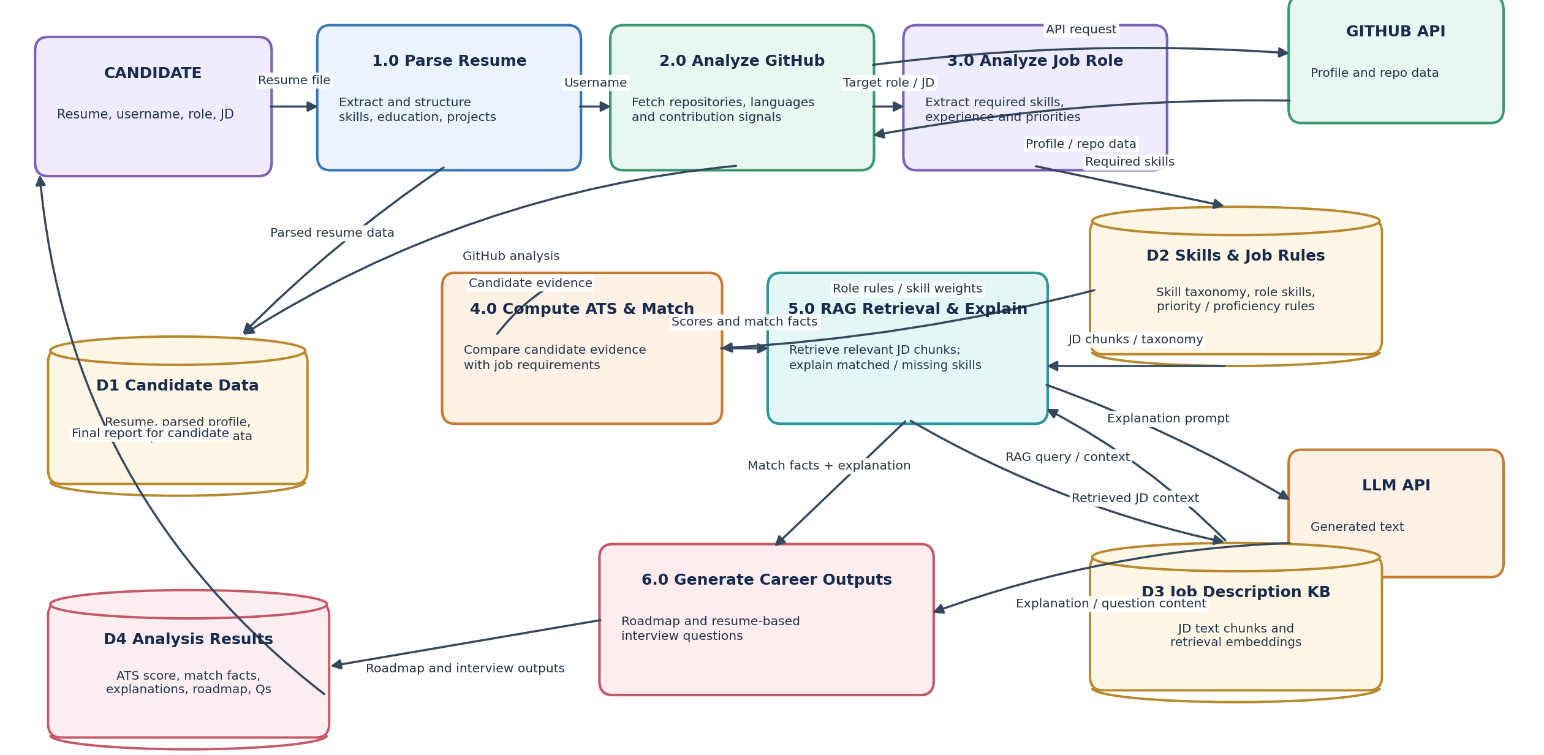 CANDIDATE
Resume, username, role, JD
Resume file
1.0 Parse Resume
Extract and structure
skills, education, projects
Username
2.0 Analyze GitHub
Fetch repositories, languages
and contribution signals
Target role / JD
3.0 Analyze Job Role
Extract required skills,
experience and priorities
API request
GITHUB API
Profile and repo data
Profile / repo data
Required skills
Parsed resume data
GitHub analysis
Candidate evidence
4.0 Compute ATS & Match
Compare candidate evidence
with job requirements
Scores and match facts
Role rules / skill weights
5.0 RAG Retrieval & Explain
Retrieve relevant JD chunks;
explain matched / missing skills
D2 Skills & Job Rules
Skill taxonomy, role skills,
priority / proficiency rules
JD chunks / taxonomy
D1 Candidate Data
Resume, parsed profile,
ata
Final report for candidate
Explanation prompt
RAG query / context
Match facts + explanation
Retrieved JD context
LLM API
Generated text
6.0 Generate Career Outputs
Roadmap and resume-based
interview questions
Explanation / question content
D3 Job Description KB
JD text chunks and
retrieval embeddings
D4 Analysis Results
ATS score, match facts,
explanations, roadmap, Qs
Roadmap and interview outputs